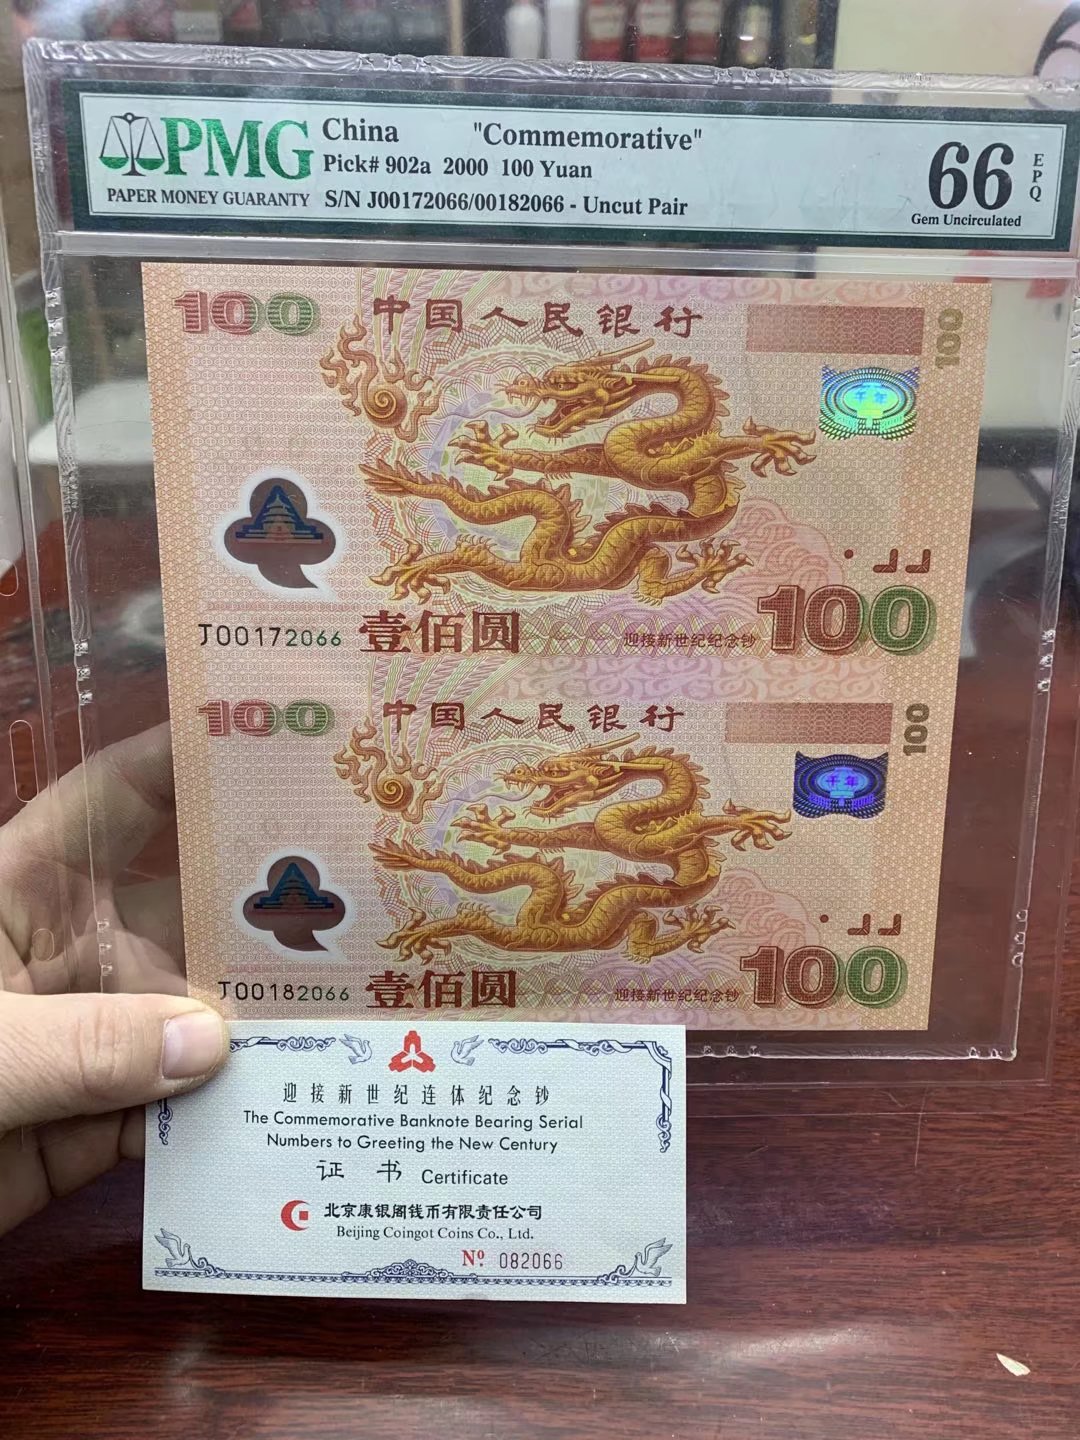 PMG
PAPER MONEY GUARANTY
China "Commemorative"
Pick# 902a 2000 100 Yuan
S/N J00172066/00182066 - Uncut Pair
66
EPQ
Gem Uncirculated
100
中国人民银行
100
千年
J00172066
壹佰圆
迎接新世纪纪念钞
100
100
中国人民银行
100
千年
J00182066
壹佰圆
迎接新世纪纪念钞
100
迎接新世纪连体纪念钞
The Commemorative Banknote Bearing Serial
Numbers to Greeting the New Century
证书 Certificate
北京康银阁钱币有限责任公司
Beijing Coingot Coins Co., Ltd.
Nº 082066